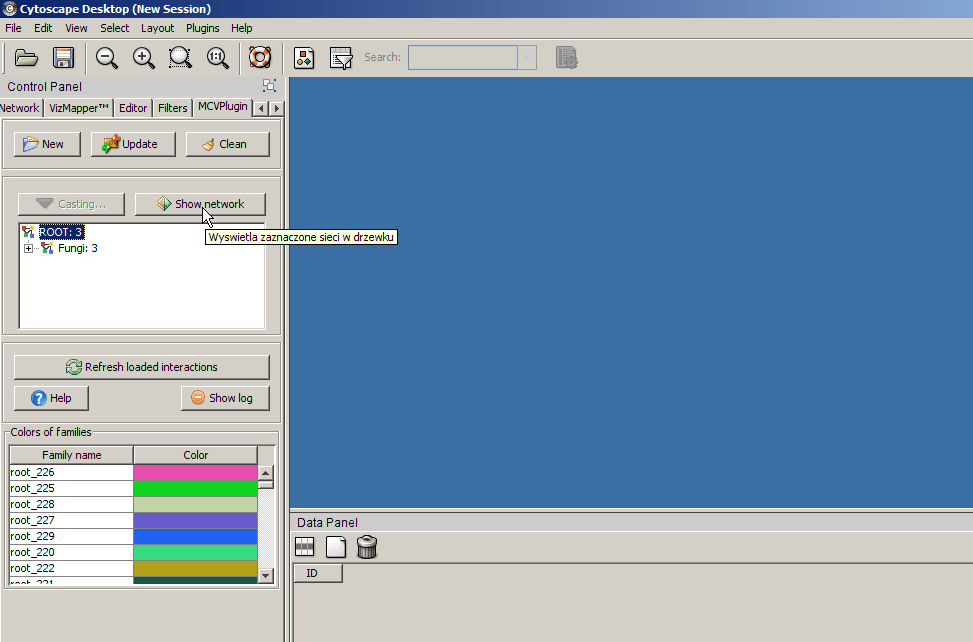 Cytoscape Desktop (New Session)
File Edit View Select Layout Plugins Help
1:1 Search:
Control Panel
Network VizMapper™ Editor Filters MCVPlugin
New Update Clean
Casting... Show network
ROOT: 3
Wyswietla zaznaczone sieci w drzewku
Fungi: 3
Refresh loaded interactions
Help Show log
Colors of families
Family name Color
root_226
root_225
root_228
root_227
root_229
root_220
root_222
root_221
Data Panel
ID